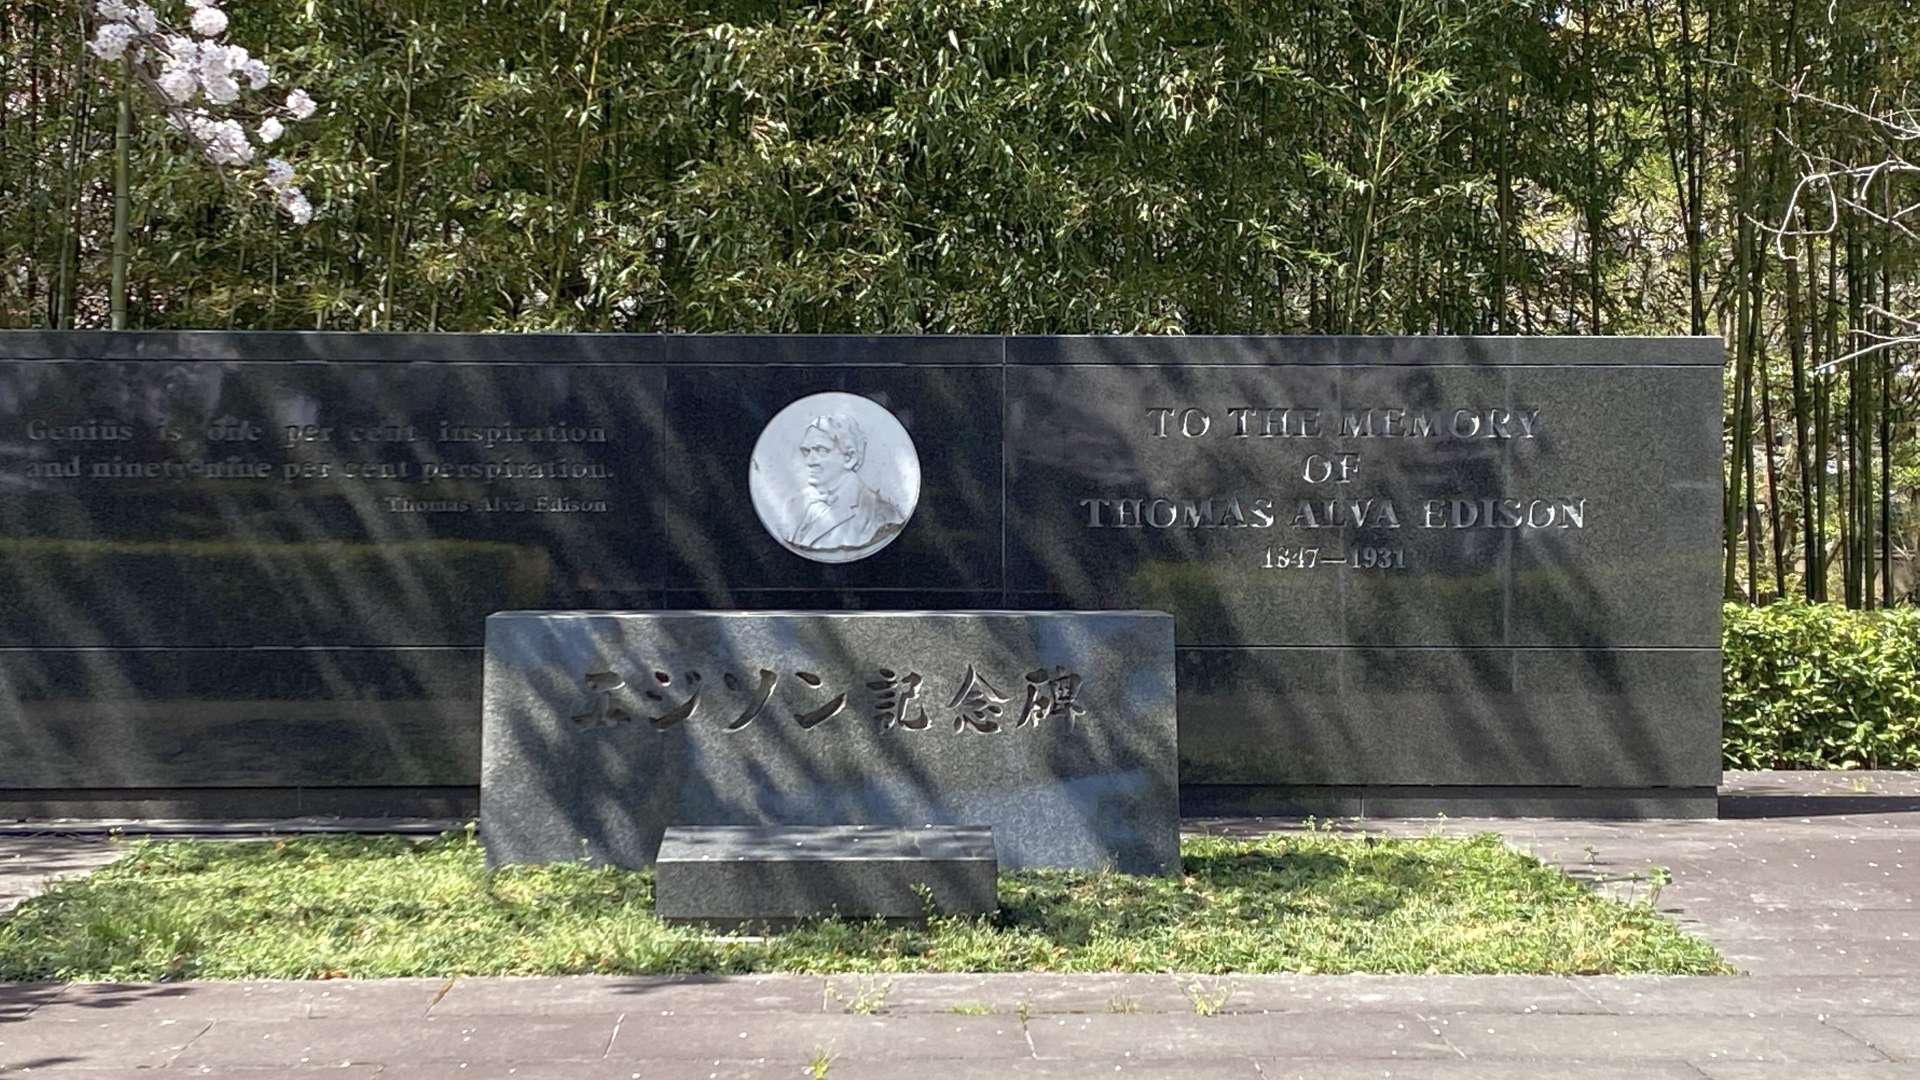 Genius is one per cent inspiration
and ninety-nine per cent perspiration.
Thomas Alva Edison
TO THE MEMORY
OF
THOMAS ALVA EDISON
1847—1931
エジソン記念碑